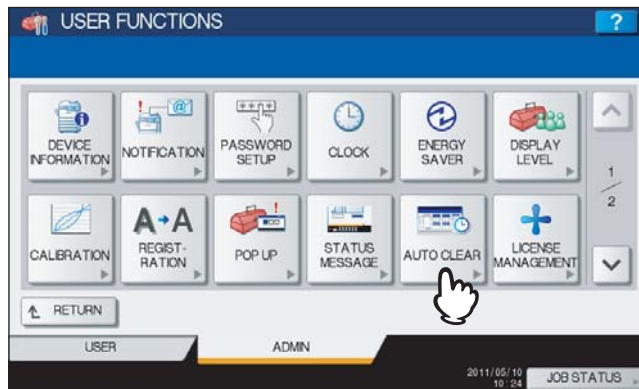 USER FUNCTIONS
?
DEVICE
INFORMATION
NOTIFICATION
PASSWORD
SETUP
CLOCK
ENERGY
SAVER
DISPLAY
LEVEL
1
2
CALIBRATION
A A
REGIST-
RATION
POP UP
STATUS
MESSAGE
AUTO CLEAR
LICENSE
MANAGEMENT
RETURN
USER
ADMIN
2011/05/10
10:24
JOB STATUS